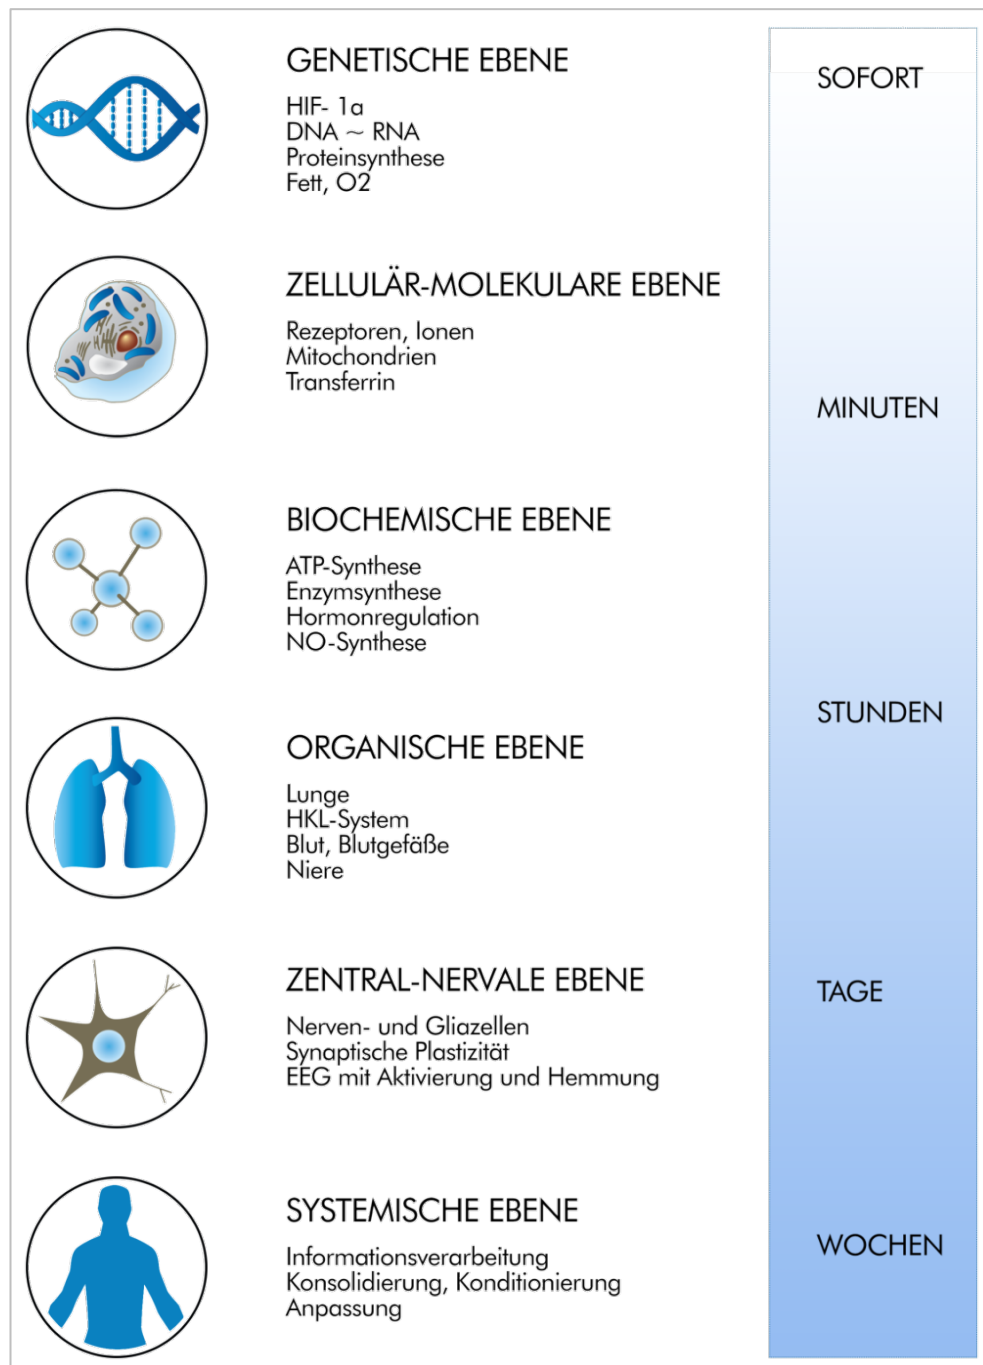 GENETISCHE EBENE
HIF- 1a
DNA ~ RNA
Proteinsynthese
Fett, O2
SOFORT
ZELLULÄR-MOLEKULARE EBENE
Rezeptoren, Ionen
Mitochondrien
Transferrin
MINUTEN
BIOCHEMISCHE EBENE
ATP-Synthese
Enzymsynthese
Hormonregulation
NO-Synthese
STUNDEN
ORGANISCHE EBENE
Lunge
HKL-System
Blut, Blutgefäße
Niere
ZENTRAL-NERVALE EBENE
Nerven- und Gliazellen
Synaptische Plastizität
EEG mit Aktivierung und Hemmung
TAGE
SYSTEMISCHE EBENE
Informationsverarbeitung
Konsolidierung, Konditionierung
Anpassung
WOCHEN